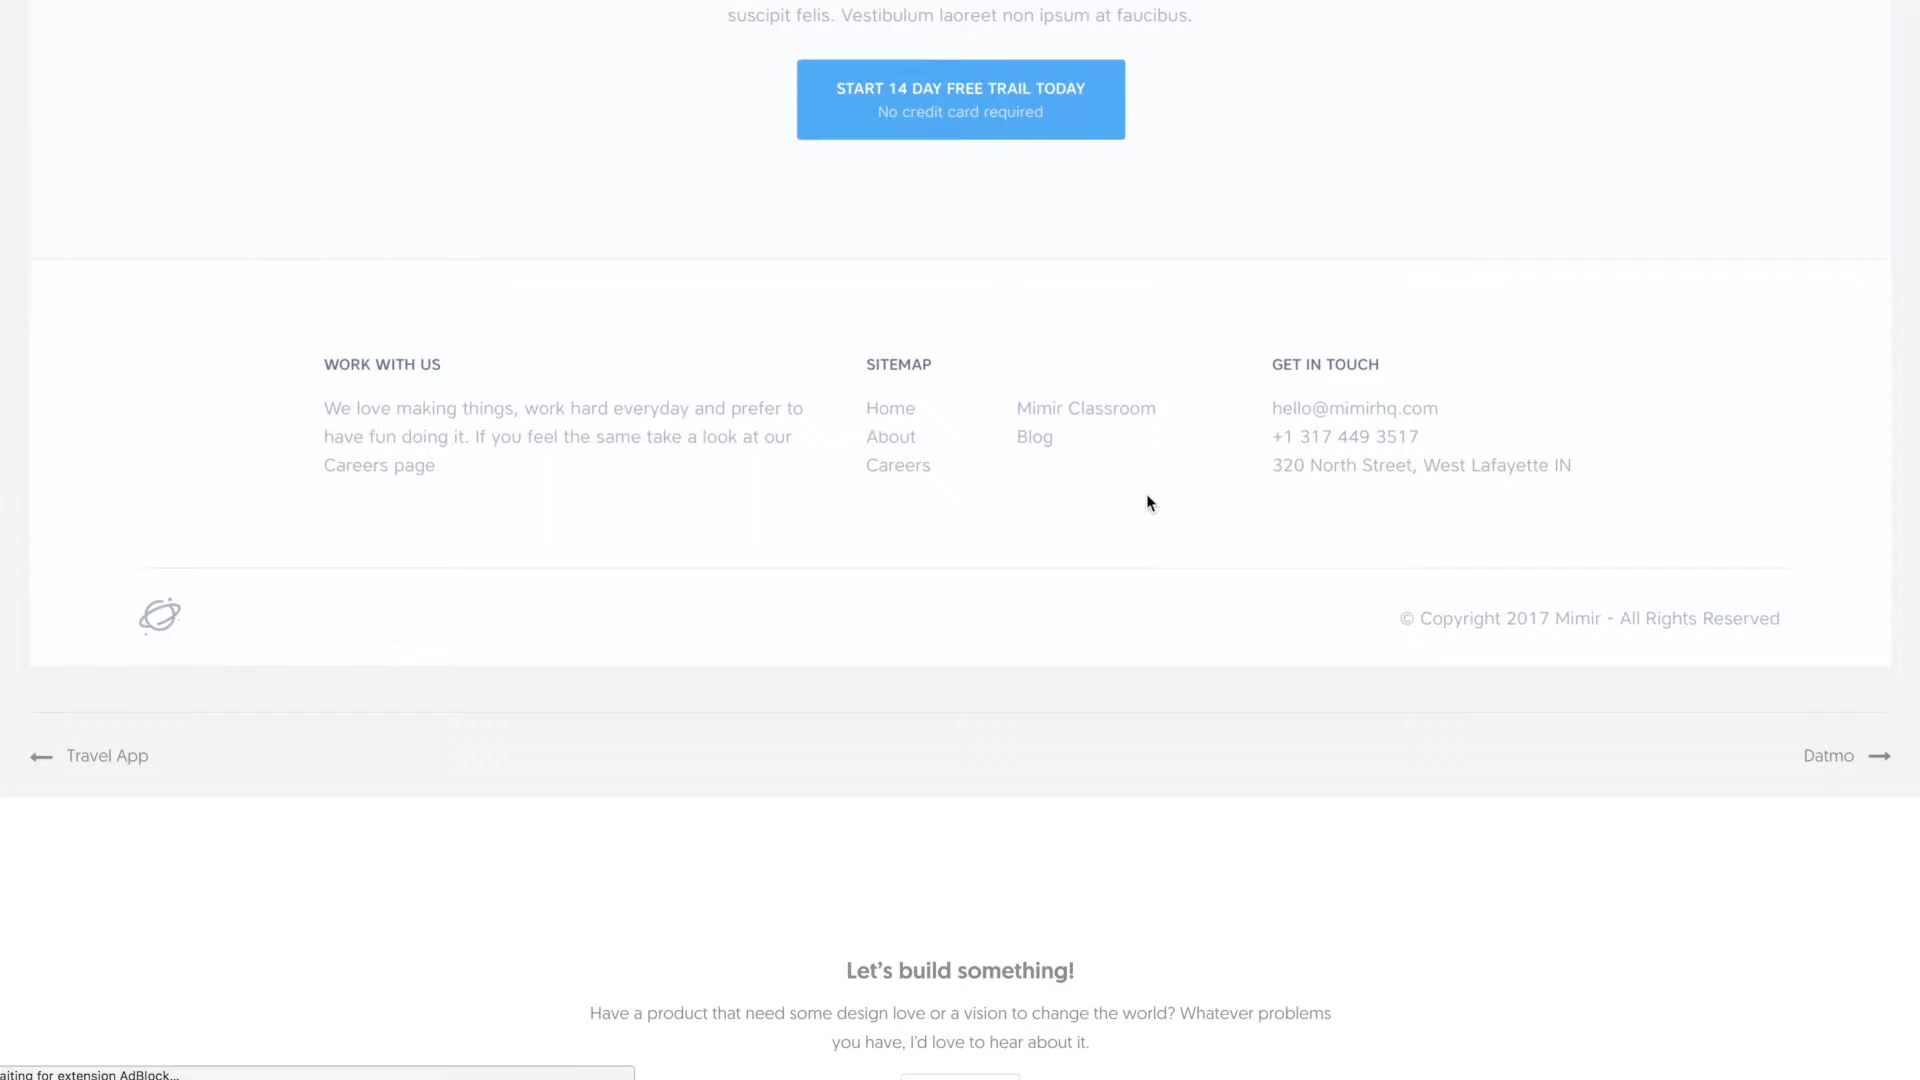 suscipit felis. Vestibulum laoreet non ipsum at faucibus.
START 14 DAY FREE TRAIL TODAY
No credit card required
WORK WITH US
We love making things, work hard everyday and prefer to
have fun doing it. If you feel the same take a look at our
Careers page
SITEMAP
Home
About
Careers
Mimir Classroom
Blog
GET IN TOUCH
hello@mimirhq.com
+1 317 449 3517
320 North Street, West Lafayette IN
© Copyright 2017 Mimir - All Rights Reserved
Travel App
Datmo
Let's build something!
Have a product that need some design love or a vision to change the world? Whatever problems
you have, I'd love to hear about it.
aiting for extension AdBlock...